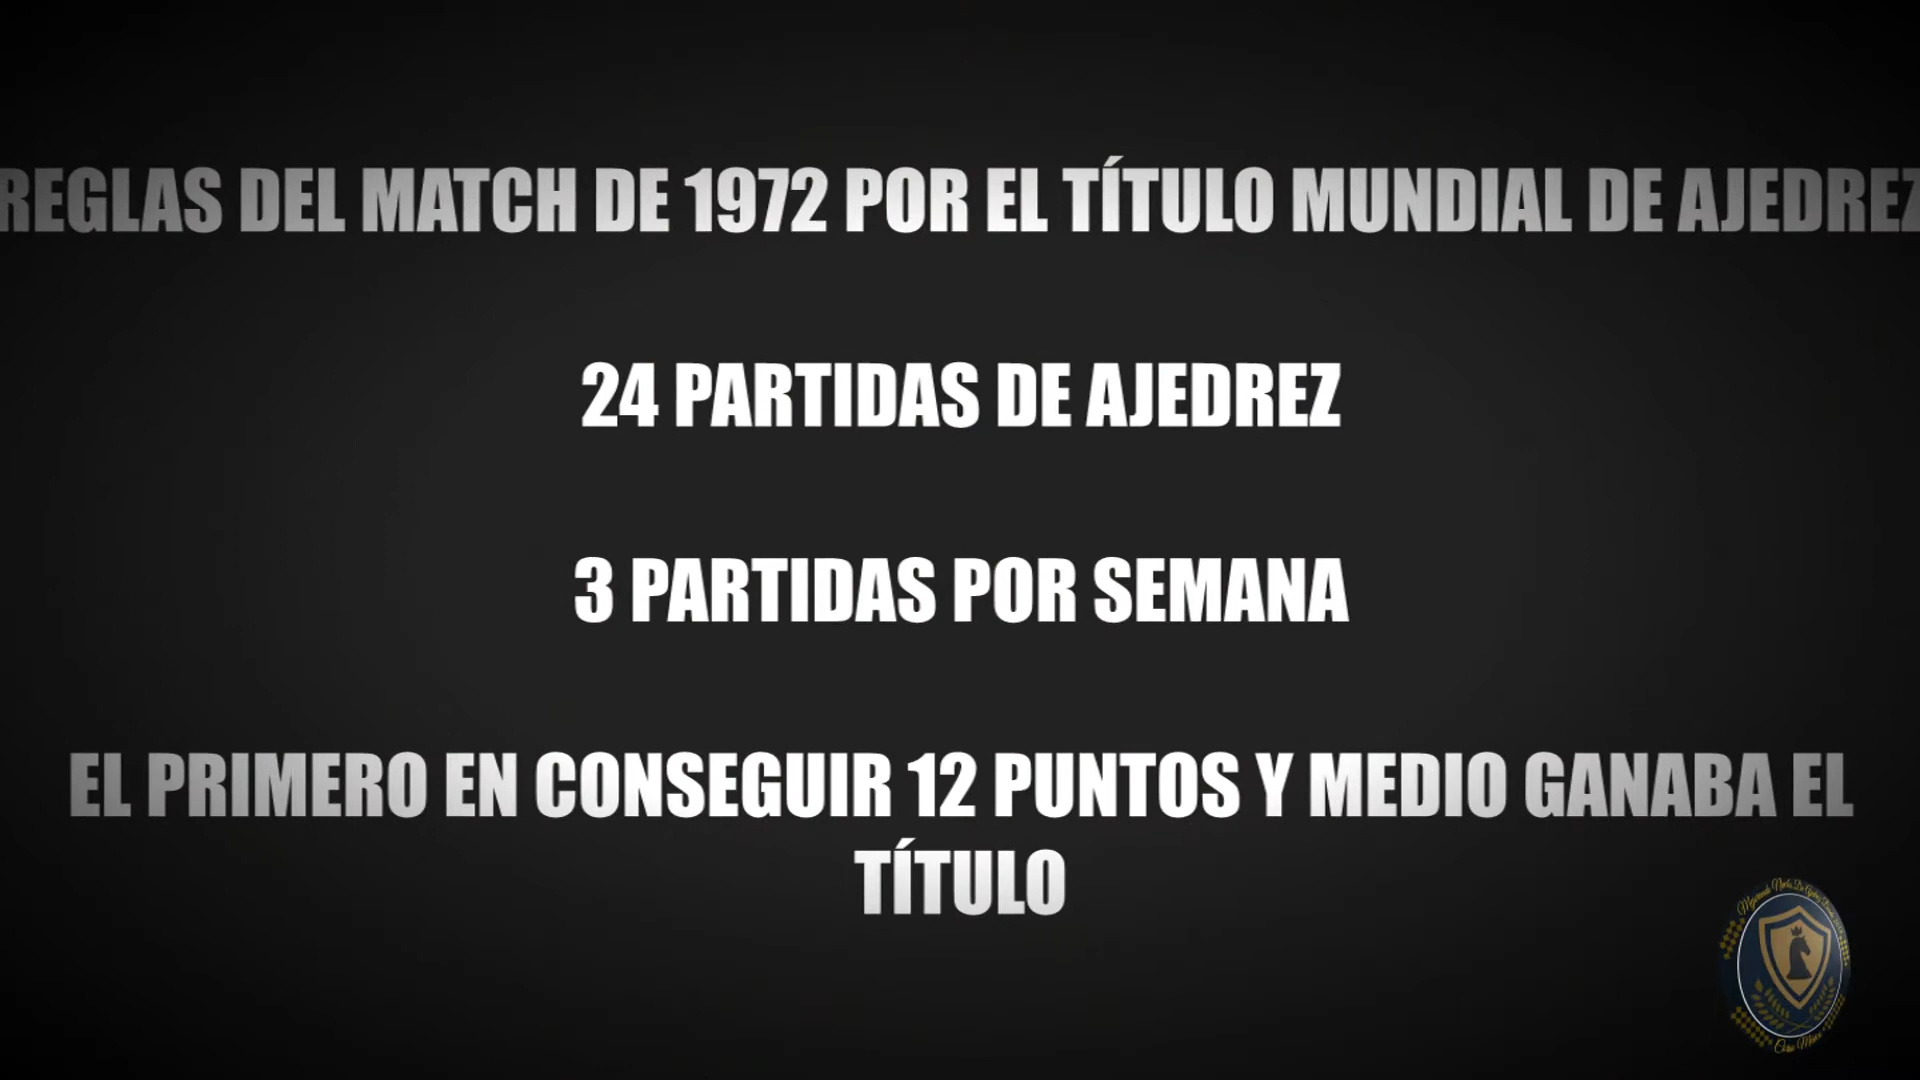 REGLAS DEL MATCH DE 1972 POR EL TÍTULO MUNDIAL DE AJEDREZ
24 PARTIDAS DE AJEDREZ
3 PARTIDAS POR SEMANA
EL PRIMERO EN CONSEGUIR 12 PUNTOS Y MEDIO GANABA EL
TÍTULO